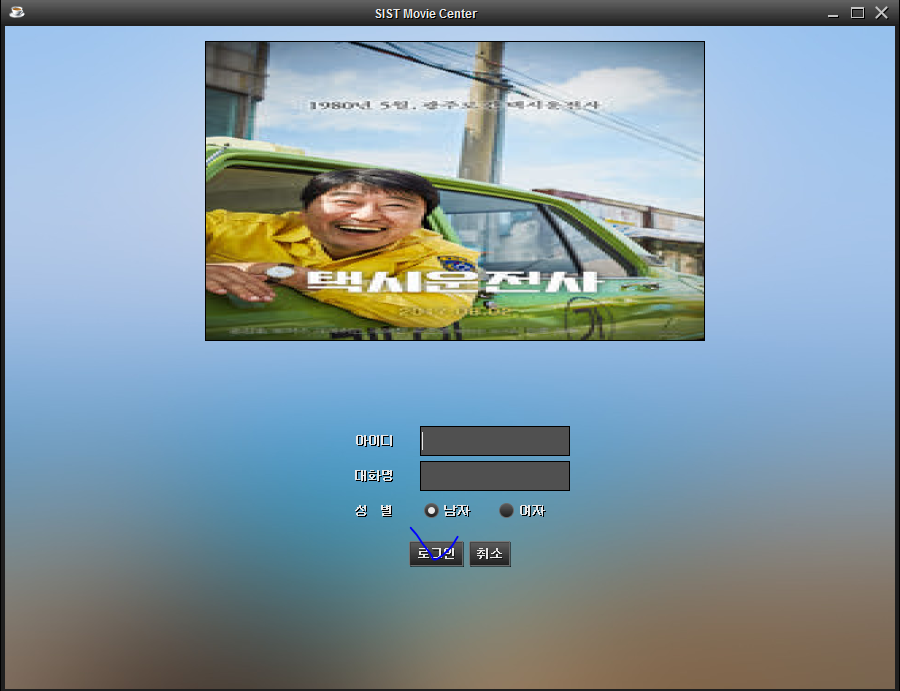 SIST Movie Center
1980년 5월, 광주로 간 택시운전사
택시운전사
2017.08.02
아이디
대화명
성 별 남자 여자
로그인 취소